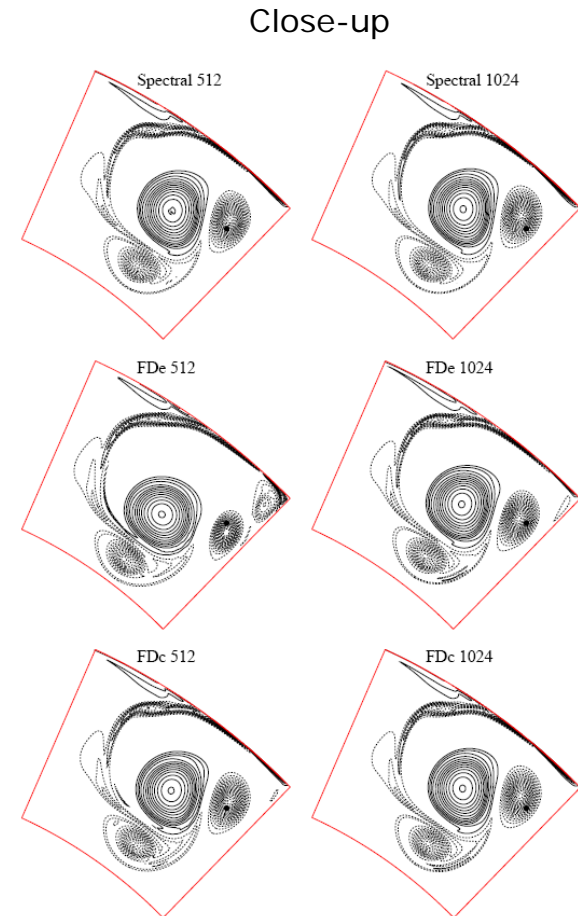 Close-up
Spectral 512
Spectral 1024
FDe 512
FDe 1024
FDc 512
FDc 1024